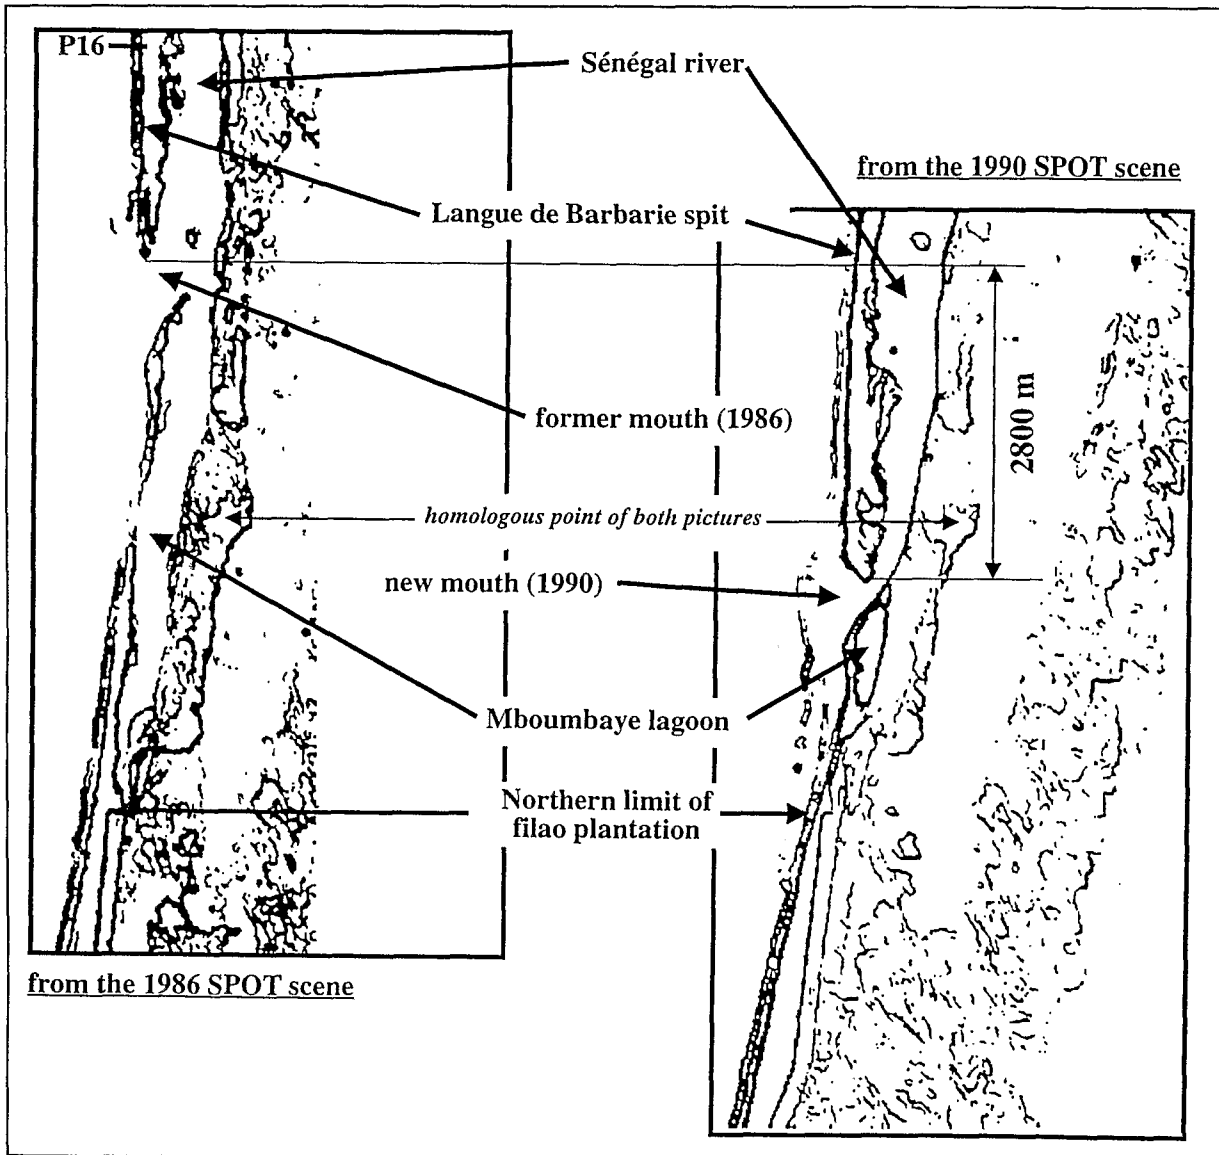 P16
Sénégal river
from the 1990 SPOT scene
Langue de Barbarie spit
former mouth (1986)
2800 m
homologous point of both pictures
new mouth (1990)
Mboumbaye lagoon
Northern limit of
filao plantation
from the 1986 SPOT scene